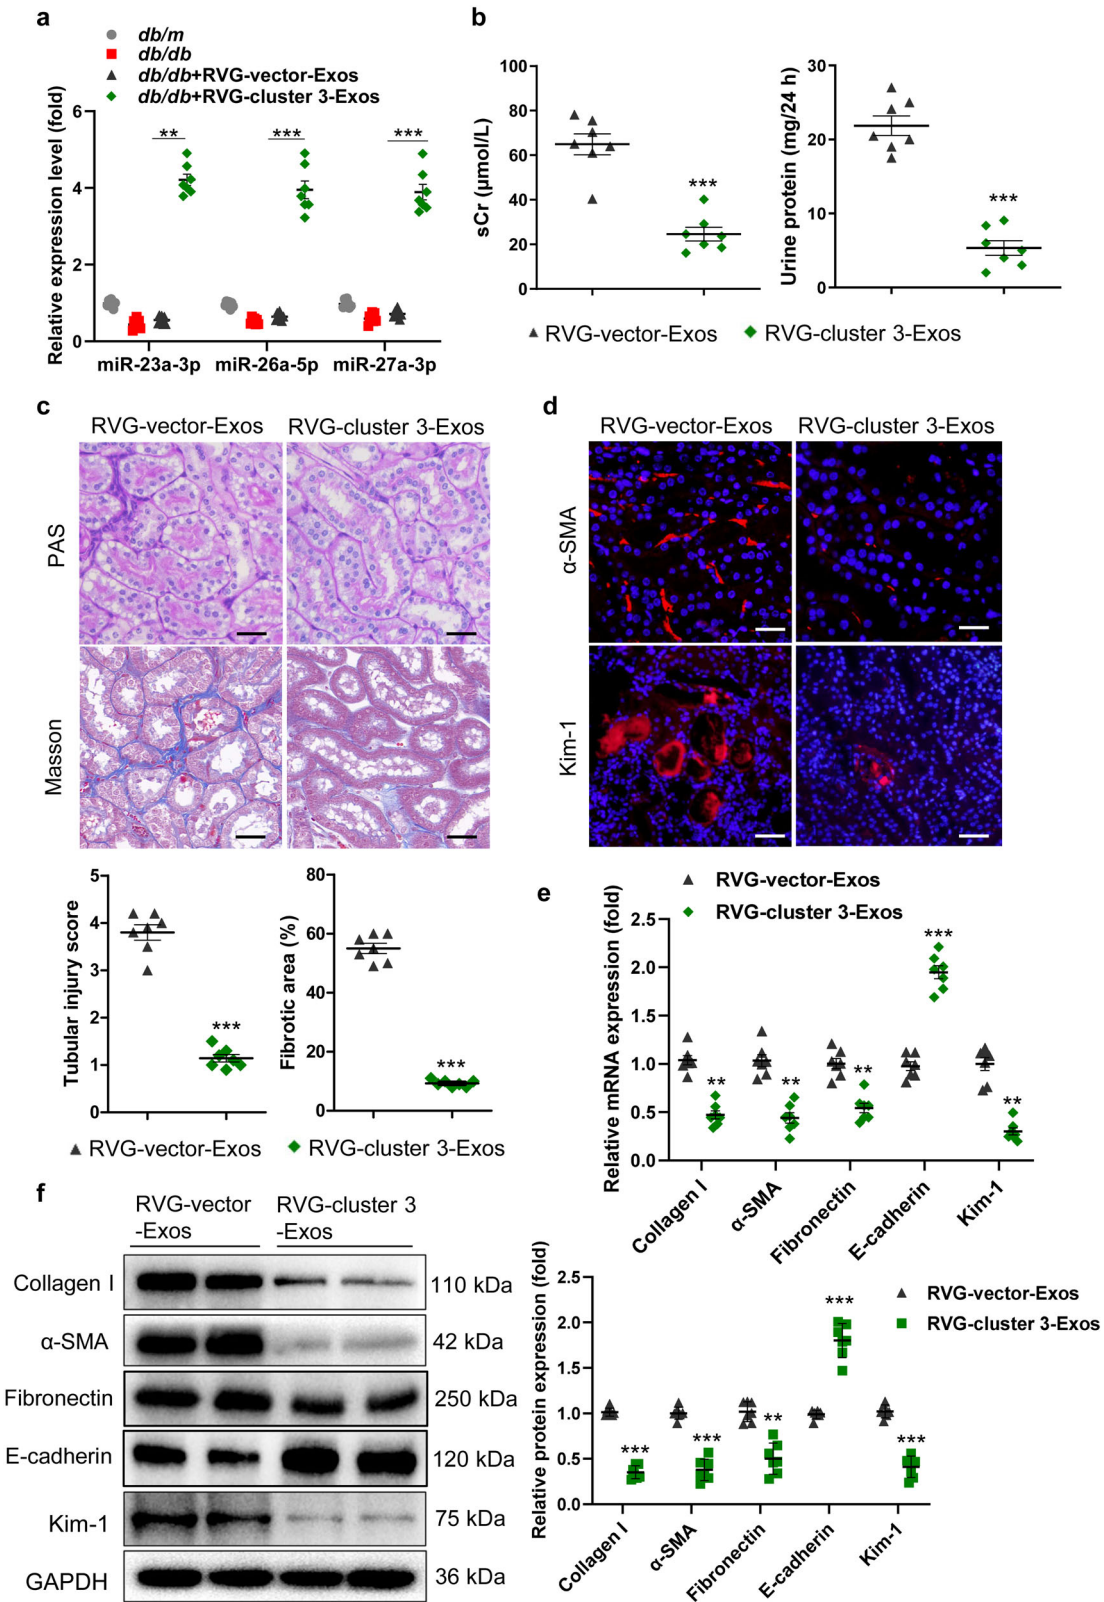 a
db/m
db/db
db/db+RVG-vector-Exos
db/db+RVG-cluster 3-Exos
Relative expression level (fold)
6
4
2
0
** *** ***
miR-23a-3p miR-26a-5p miR-27a-3p
b
sCr (μmol/L)
100
80
60
40
20
0
***
Urine protein (mg/24 h)
30
20
10
0
***
RVG-vector-Exos RVG-cluster 3-Exos
c
RVG-vector-Exos RVG-cluster 3-Exos
PAS
Masson
Tubular injury score
5
4
3
2
1
0
***
Fibrotic area (%)
80
60
40
20
0
***
RVG-vector-Exos RVG-cluster 3-Exos
d
RVG-vector-Exos RVG-cluster 3-Exos
α-SMA
Kim-1
e
RVG-vector-Exos
RVG-cluster 3-Exos
Relative mRNA expression (fold)
2.5
2.0
1.5
1.0
0.5
0.0
** ** ** *** **
Collagen I α-SMA Fibronectin E-cadherin Kim-1
f
RVG-vector RVG-cluster 3
-Exos -Exos
Collagen I 110 kDa
α-SMA 42 kDa
Fibronectin 250 kDa
E-cadherin 120 kDa
Kim-1 75 kDa
GAPDH 36 kDa
Relative protein expression (fold)
2.5
2.0
1.5
1.0
0.5
0.0
RVG-vector-Exos
RVG-cluster 3-Exos
*** *** ** *** ***
Collagen I α-SMA Fibronectin E-cadherin Kim-1